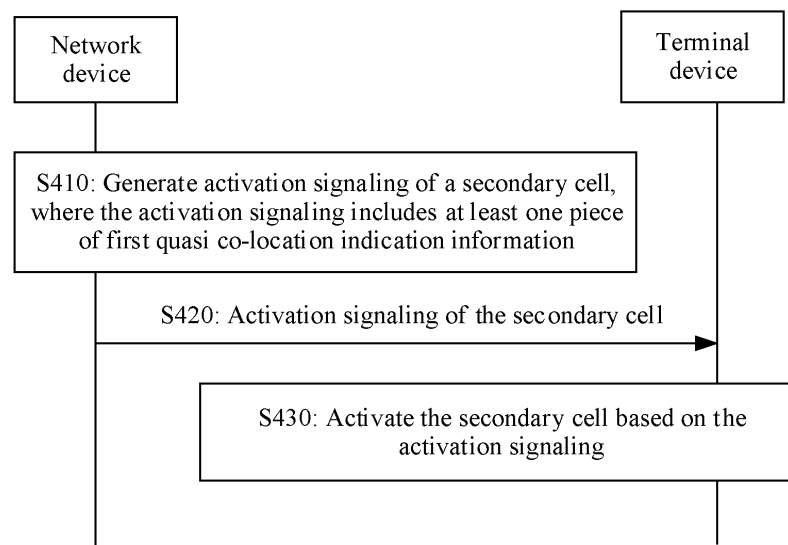 Network
device
Terminal
device
S410: Generate activation signaling of a secondary cell,
where the activation signaling includes at least one piece
of first quasi co-location indication information
S420: Activation signaling of the secondary cell
S430: Activate the secondary cell based on the
activation signaling